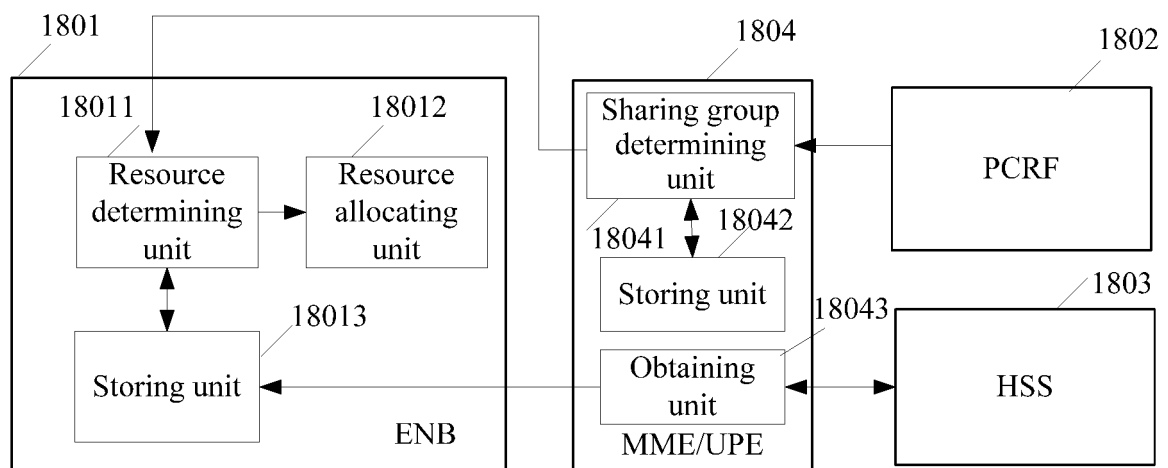 1801
1804
1802
18011
18012
Sharing group
determining
unit
PCRF
Resource
determining
unit
Resource
allocating
unit
18041
18042
Storing unit
1803
18013
18043
Storing unit
Obtaining
unit
HSS
ENB
MME/UPE